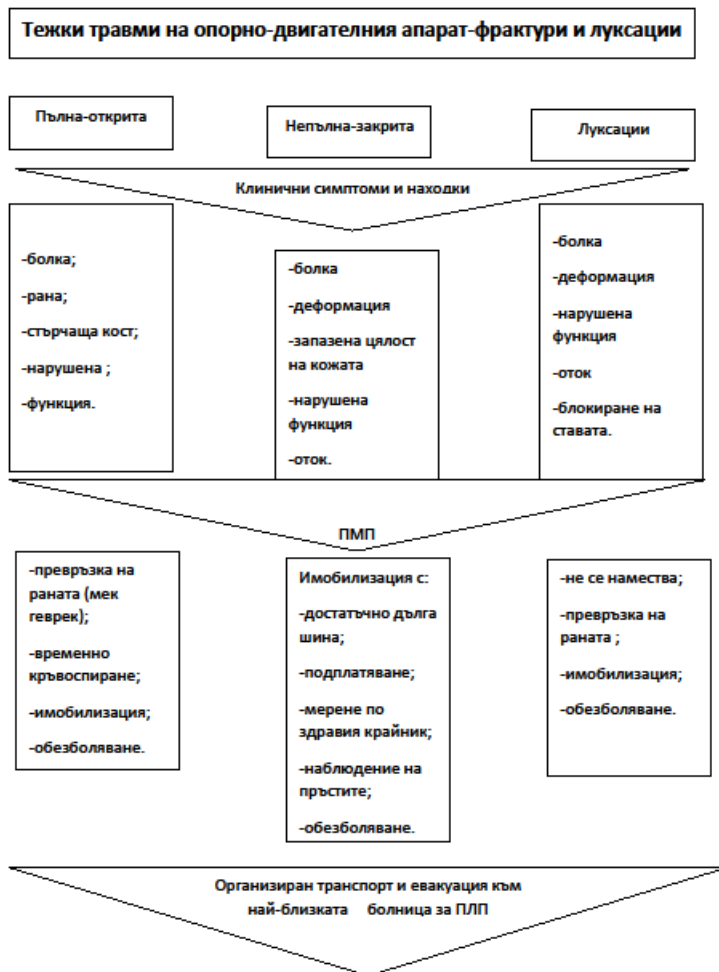 Тежки травми на опорно-двигателния апарат-фрактури и луксации
Пълна-открита
Непълна-закрита
Луксации
Клинични симптоми и находки
-болка;
-рана;
-стърчаща кост;
-нарушена ;
-функция.
-болка
-деформация
-запазена цялост
на кожата
-нарушена
функция
-оток.
-болка
-деформация
-нарушена
функция
-оток
-блокиране на
ставата.
ПМП
-превръзка на
раната (мек
геврек);
-временно
кръвоспиране;
-имобилизация;
-обезболяване.
Имобилизация с:
-достатъчно дълга
шина;
-подплатяване;
-мерене по
здравия крайник;
-наблюдение на
пръстите;
-обезболяване.
-не се намества;
-превръзка на
раната ;
-имобилизация;
-обезболяване.
Организиран транспорт и евакуация към
най-близката болница за ПЛП